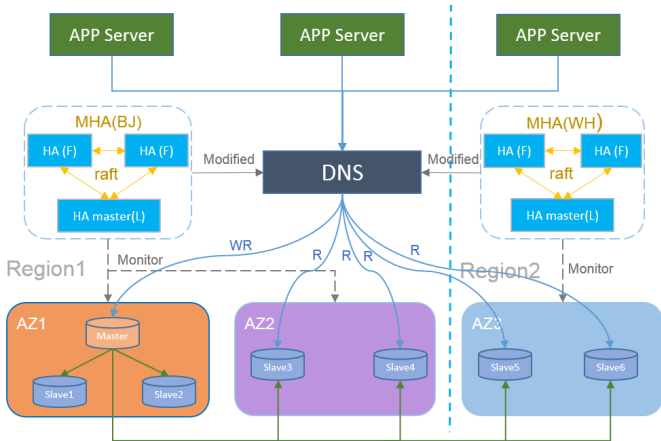 APP Server
APP Server
APP Server
MHA(BJ)
HA (F)
HA (F)
raft
HA master(L)
Modified
DNS
Modified
MHA(WH)
HA (F)
HA (F)
raft
HA master(L)
WR
R
R
R
R
Region1
Monitor
Region2
Monitor
AZ1
Master
Slave1
Slave2
AZ2
Slave3
Slave4
AZ3
Slave5
Slave6